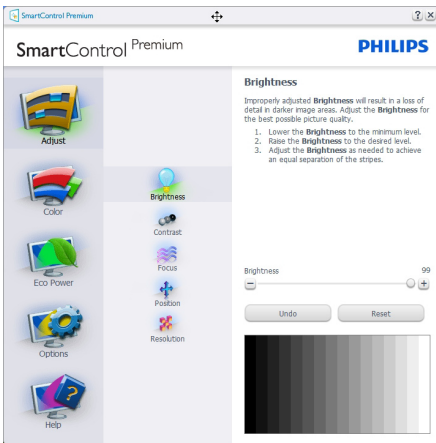 SmartControl Premium
SmartControl Premium
PHILIPS
Adjust
Color
Eco Power
Options
Help
Brightness
Contrast
Focus
Position
Resolution
Brightness
Improperly adjusted Brightness will result in a loss of
detail in darker image areas. Adjust the Brightness for
the best possible picture quality.
1. Lower the Brightness to the minimum level.
2. Raise the Brightness to the desired level.
3. Adjust the Brightness as needed to achieve
an equal separation of the stripes.
Brightness 99
Undo Reset